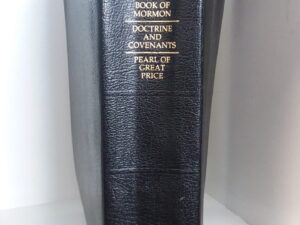 BOOK OF
MORMON
DOCTRINE
AND
COVENANTS
PEARL OF
GREAT
PRICE